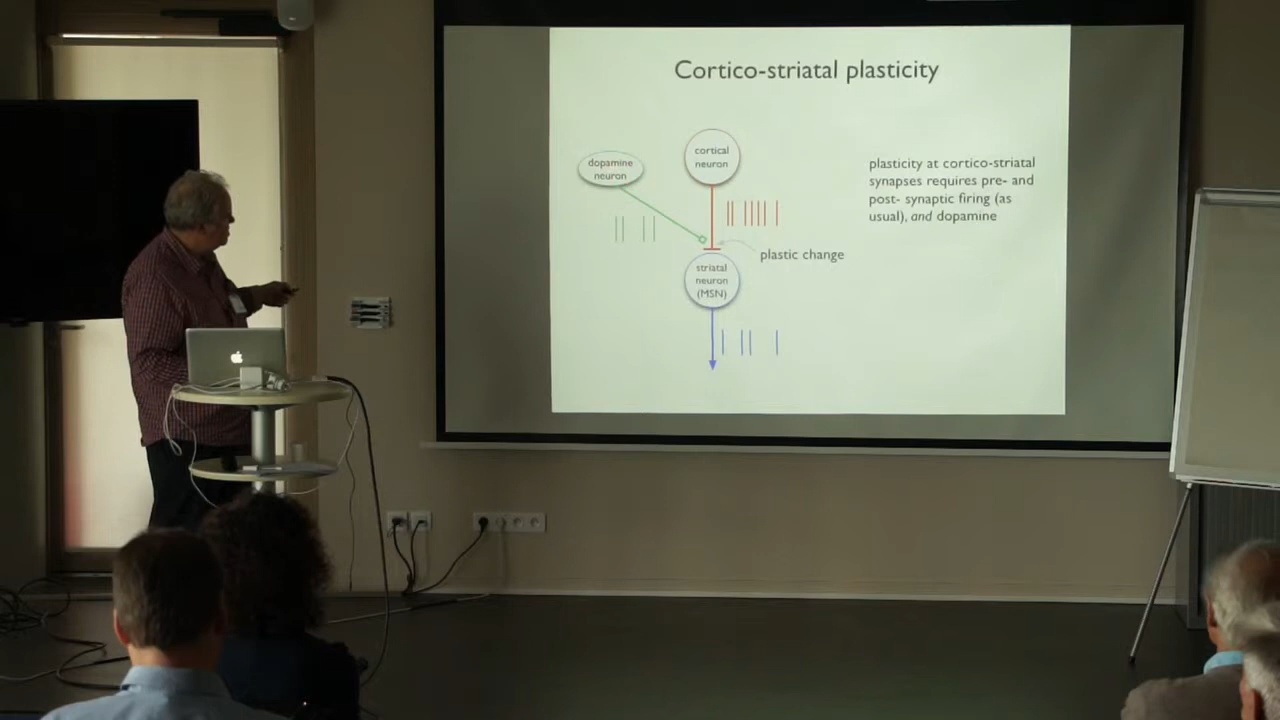 Cortico-striatal plasticity
dopamine
neuron
cortical
neuron
plasticity at cortico-striatal
synapses requires pre- and
post- synaptic firing (as
usual), and dopamine
plastic change
striatal
neuron
(MSN)